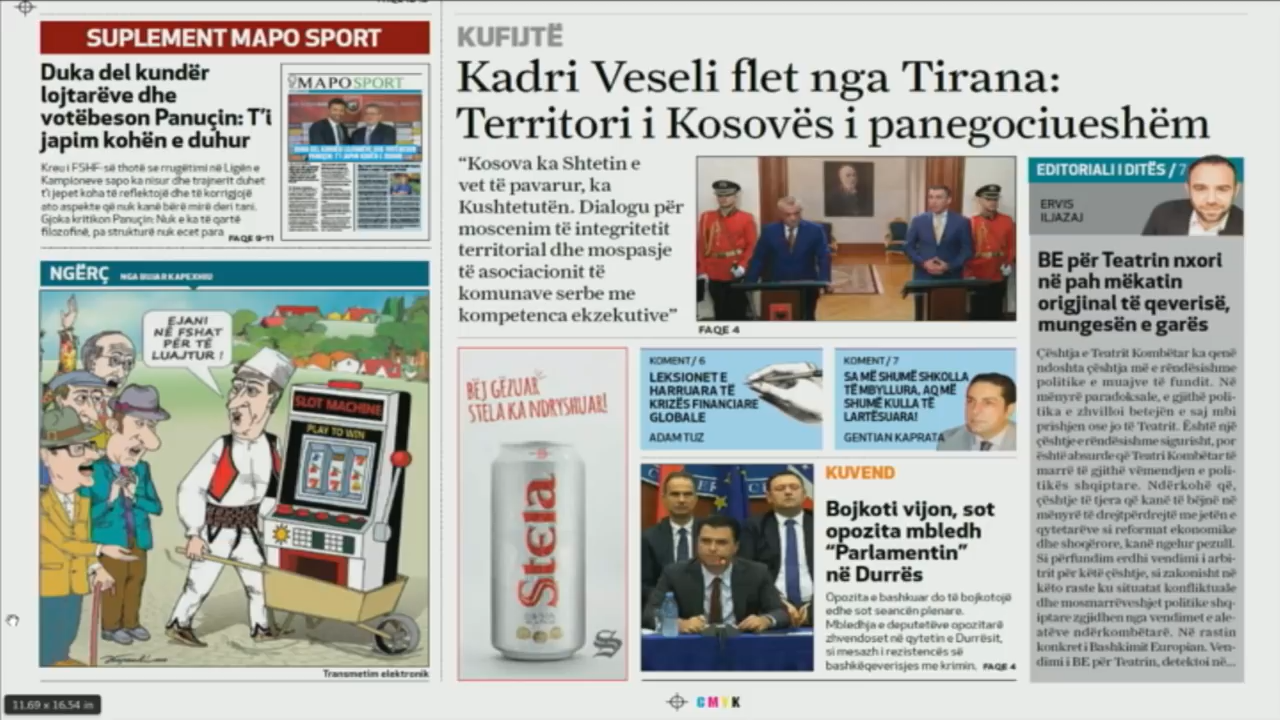 SUPLEMENT MAPO SPORT
Duka del kundër
lojtarëve dhe
votëbeson Panuçin: T'i
japim kohën e duhur
Kreu i FSHF-së thotë se rrugëtimi në Ligën e
Kampioneve sapo ka nisur dhe trajnerit duhet
t'i jepet koha të reflektojë dhe të korrigjojë
ato aspekte që nuk kanë bërë mirë deri tani.
Gjoka kritikon Panuçin: Nuk e ka të qartë
filozofinë, pa strukturë nuk ecet para
FAQE 9-11
MAPOSPORT
NGËRÇ
NGA BUJAR KAPEXHIU
EJANI
NË FSHAT
PËR TË
LUAJTUR !
SLOT MACHINE
PLAY TO WIN
Transmetim elektronik
KUFIJTË
Kadri Veseli flet nga Tirana:
Territori i Kosovës i panegociueshëm
“Kosova ka Shtetin e
vet të pavarur, ka
Kushtetutën. Dialogu për
moscenim të integritetit
territorial dhe mospasje
të asociacionit të
komunave serbe me
kompetenca ekzekutive”
FAQE 4
BËJ GËZUAR
STELA KA NDRYSHUAR!
Stela
S
KOMENT / 6
LEKSIONET E
HARRUARA TË
KRIZËS FINANCIARE
GLOBALE
ADAM TUZ
KOMENT / 7
SA MË SHUMË SHKOLLA
TË MBYLLURA, AQ MË
SHUMË KULLA TË
LARTËSUARA!
GENTIAN KAPRATA
KUVEND
Bojkoti vijon, sot
opozita mbledh
“Parlamentin”
në Durrës
Opozita e bashkuar do të bojkotojë
edhe sot seancën plenare.
Mbledhja e deputetëve opozitarë
zhvendoset në qytetin e Durrësit,
si mesazh i rezistencës së
bashkëqeverisjes me krimin.
FAQE 4
EDITORIALI I DITËS / 7
ERVIS
ILJAZAJ
BE për Teatrin nxori
në pah mëkatin
origjinal të qeverisë,
mungesën e garës
Çështja e Teatrit Kombëtar ka qenë
ndoshta çështja më e rëndësishme
politike e muajve të fundit. Në
mënyrë paradoksale, e gjithë poli-
tika e zhvilloi betejën e saj mbi
prishjen ose jo të Teatrit. Është një
çështje e rëndësishme sigurisht, por
është absurde që Teatri Kombëtar të
marrë të gjithë vëmendjen e poli-
tikës shqiptare. Ndërkohë që,
çështje të tjera që kanë të bëjnë në
mënyrë të drejtpërdrejtë me jetën e
qytetarëve si reformat ekonomike
dhe shoqërore, kanë ngelur pezull.
Si përfundim erdhi vendimi i arbi-
trit për këtë çështje, si zakonisht në
këto raste ku situatat konfliktuale
dhe mosmarrëveshjet politike shq-
iptare zgjidhen nga vendimet e ale-
atëve ndërkombëtarë. Në rastin
konkret i Bashkimit Europian. Ven-
dimi i BE për Teatrin, detektoi në...
11.69 x 16.54 in
CMYK